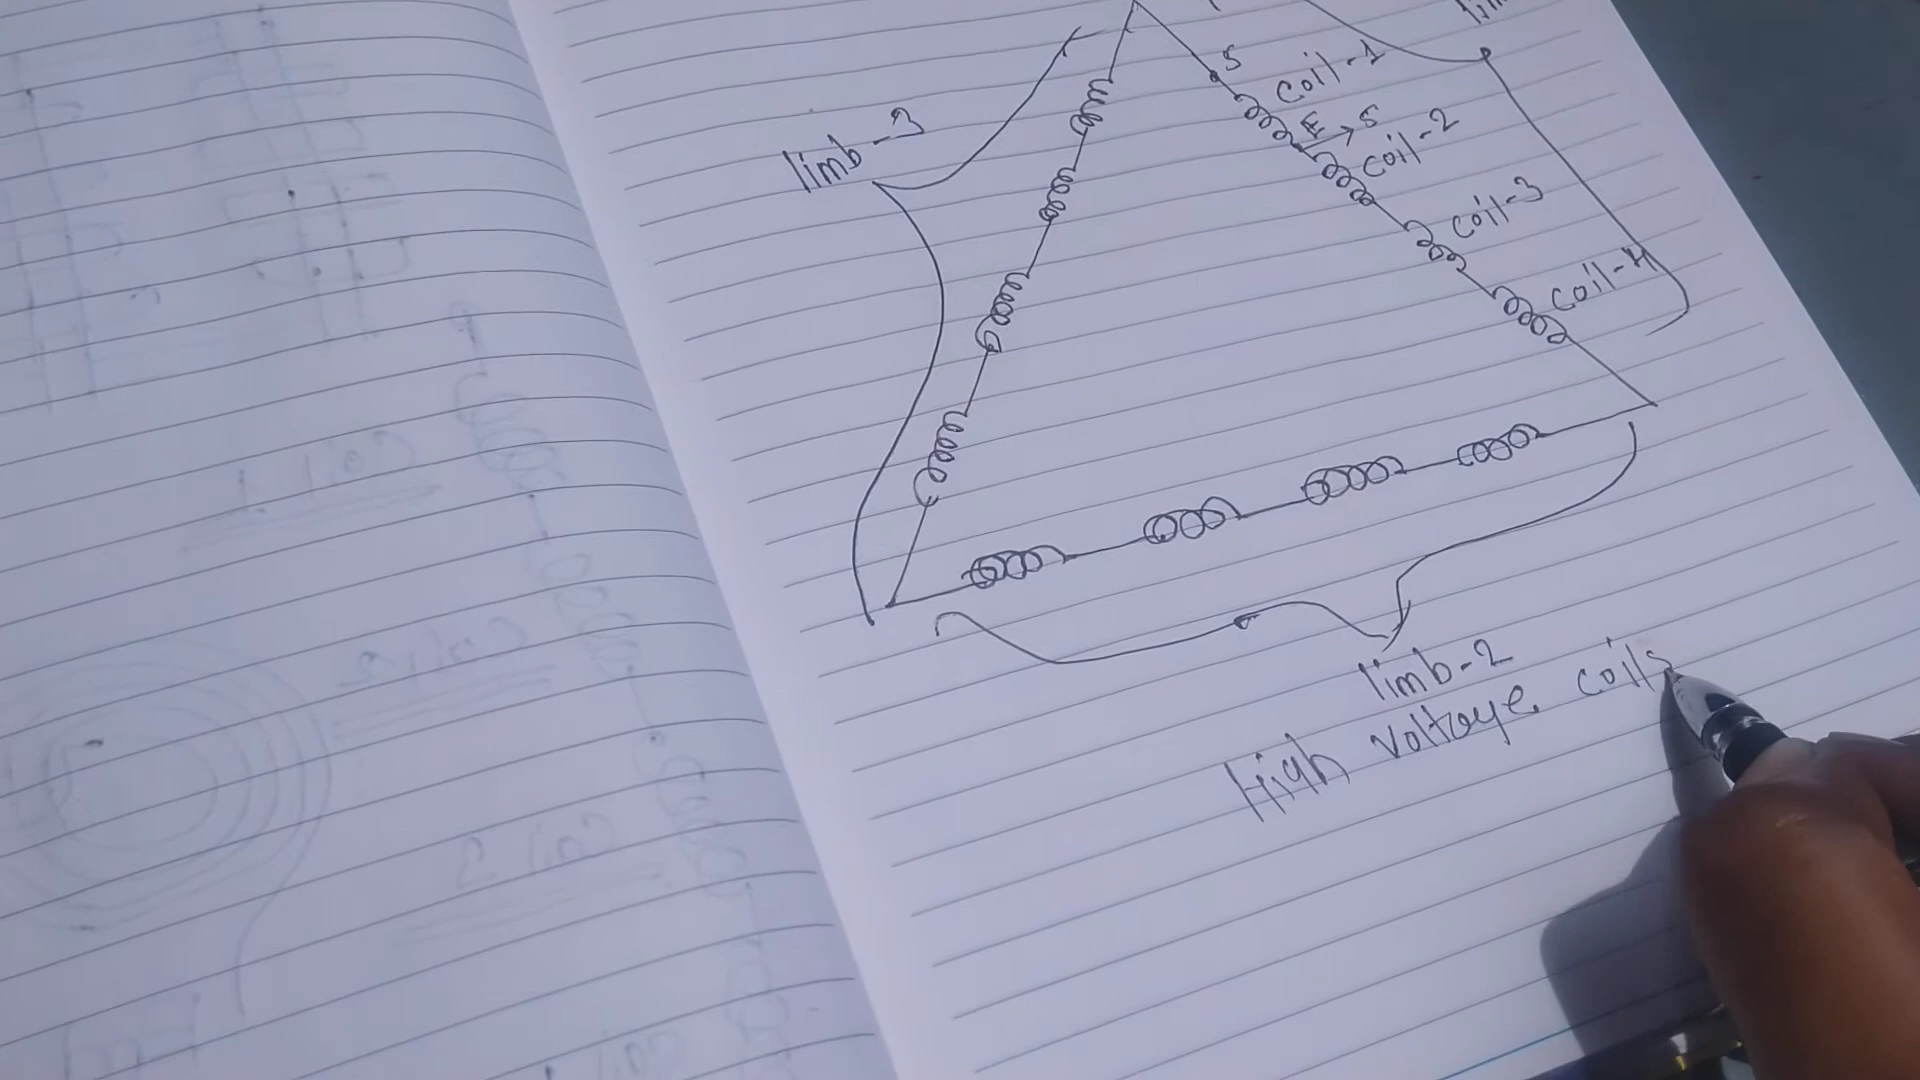 S
coil-1
E → S
coil-2
limb-3
coil-3
coil-4
limb-2
High voltage coils